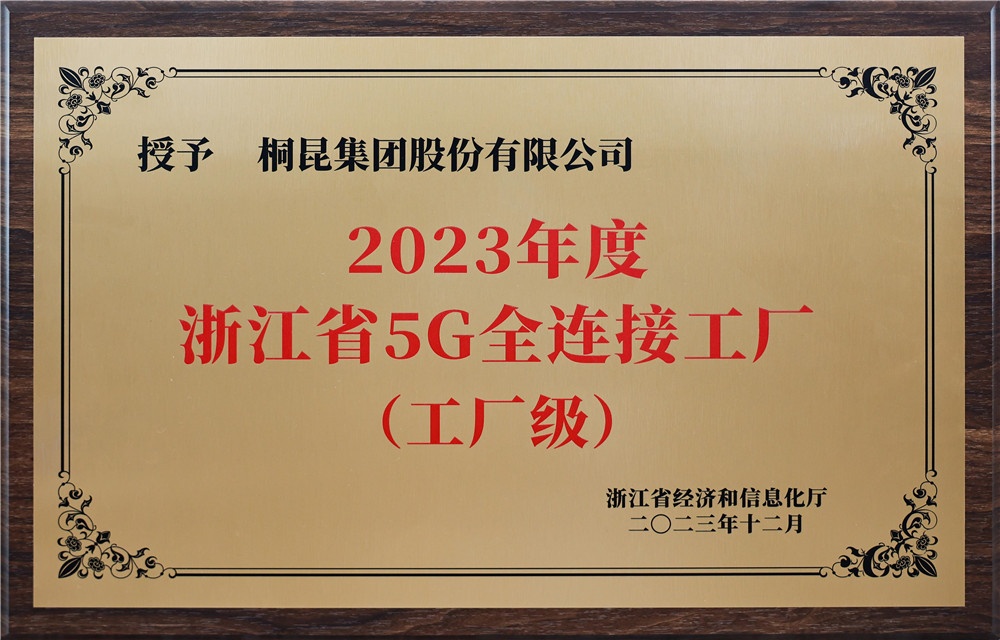 授予 桐昆集团股份有限公司
2023年度
浙江省5G全连接工厂
（工厂级）
浙江省经济和信息化厅
二〇二三年十二月